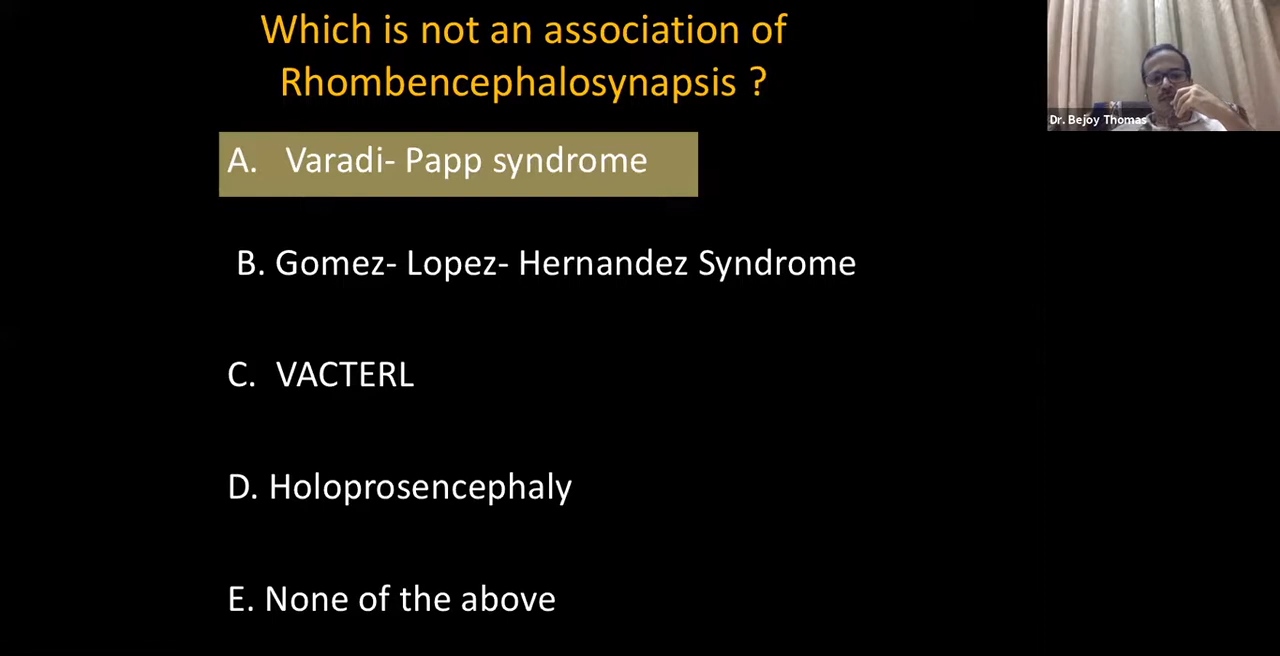 Which is not an association of
Rhombencephalosynapsis ?
Dr. Bejoy Thomas
A. Varadi- Papp syndrome
B. Gomez- Lopez- Hernandez Syndrome
C. VACTERL
D. Holoprosencephaly
E. None of the above